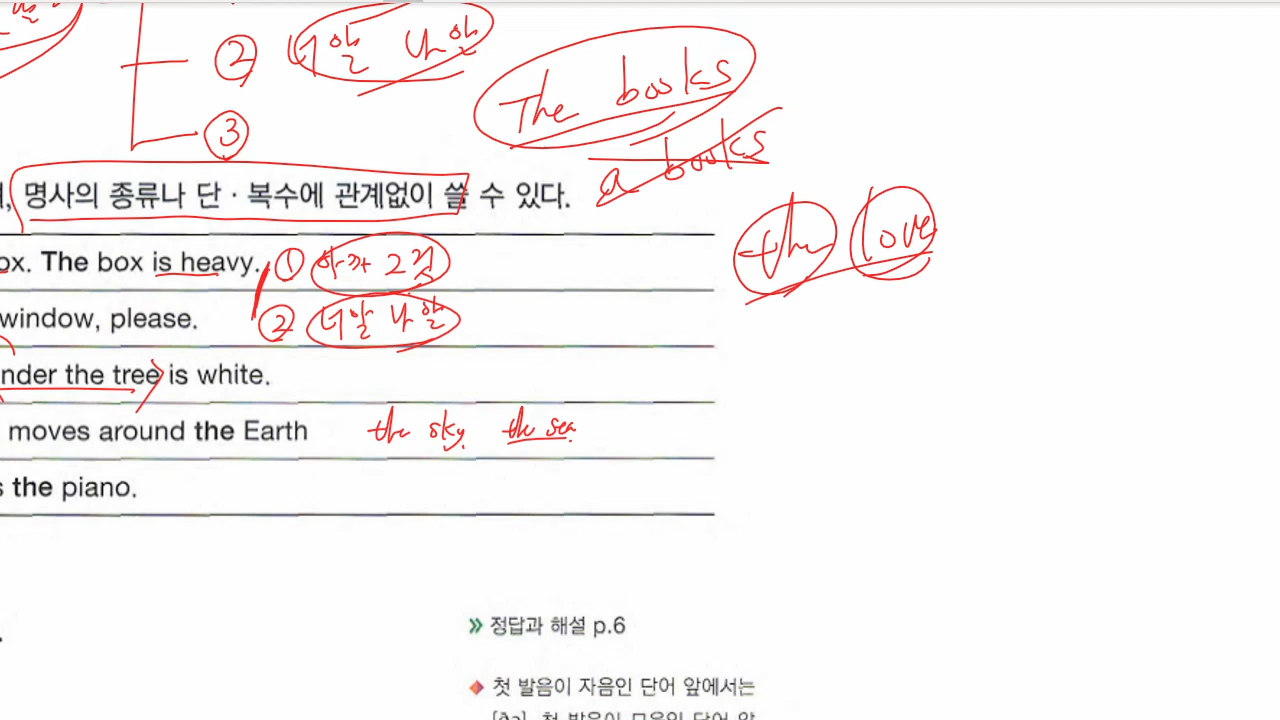 ② 너알 나알
The books
③
a books
, 명사의 종류나 단 · 복수에 관계없이 쓸 수 있다.
the love
ox. The box is heavy. ① 아까 그것
window, please. ② 너알 나알
nder the tree is white.
moves around the Earth the sky the sea
s the piano.
정답과 해설 p.6
첫 발음이 자음인 단어 앞에서는